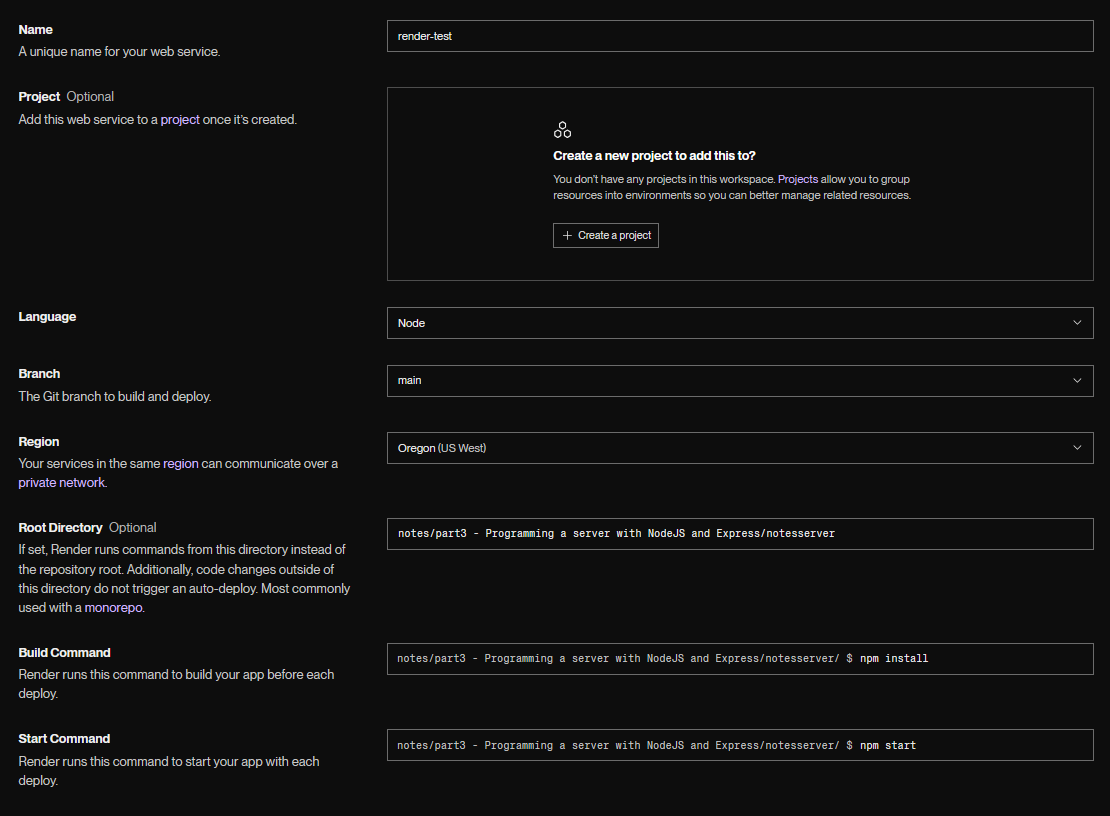 Name
A unique name for your web service.
render-test
Project Optional
Add this web service to a project once it's created.
Create a new project to add this to?
You don't have any projects in this workspace. Projects allow you to group
resources into environments so you can better manage related resources.
+ Create a project
Language
Node
Branch
The Git branch to build and deploy.
main
Region
Your services in the same region can communicate over a
private network.
Oregon (US West)
Root Directory Optional
If set, Render runs commands from this directory instead of
the repository root. Additionally, code changes outside of
this directory do not trigger an auto-deploy. Most commonly
used with a monorepo.
notes/part3 - Programming a server with NodeJS and Express/notesserver
Build Command
Render runs this command to build your app before each
deploy.
notes/part3 - Programming a server with NodeJS and Express/notesserver/ $ npm install
Start Command
Render runs this command to start your app with each
deploy.
notes/part3 - Programming a server with NodeJS and Express/notesserver/ $ npm start